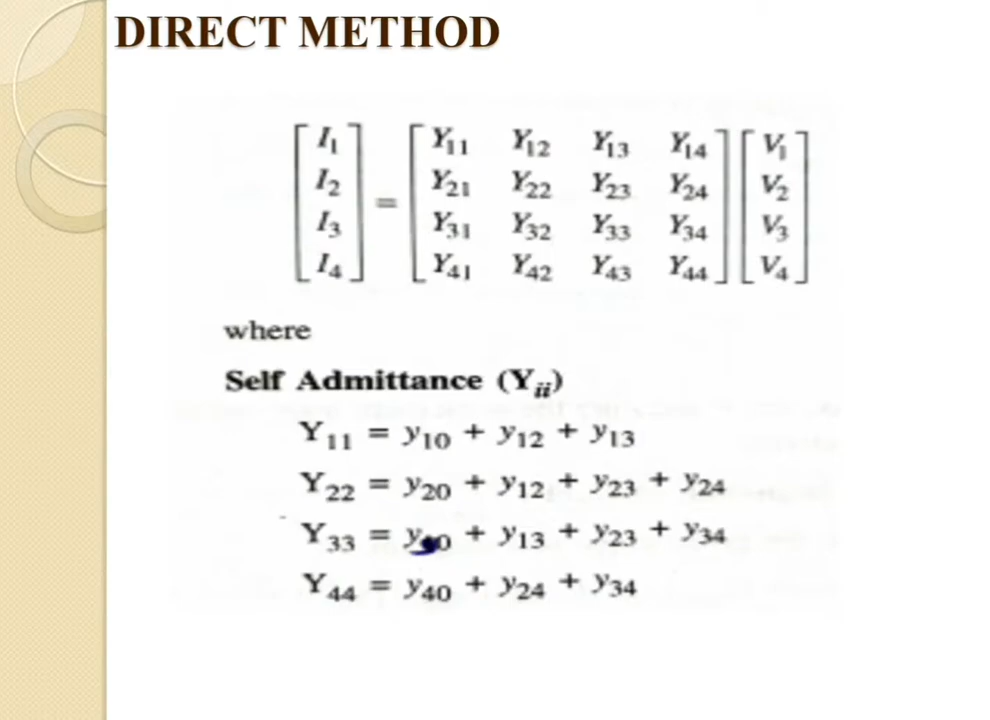 DIRECT METHOD
[I1 I2 I3 I4] = [Y11 Y12 Y13 Y14
Y21 Y22 Y23 Y24
Y31 Y32 Y33 Y34
Y41 Y42 Y43 Y44] [V1 V2 V3 V4]
where
Self Admittance (Yii)
Y11 = y10 + y12 + y13
Y22 = y20 + y12 + y23 + y24
Y33 = + y13 + y23 + y34
Y44 = y40 + y24 + y34